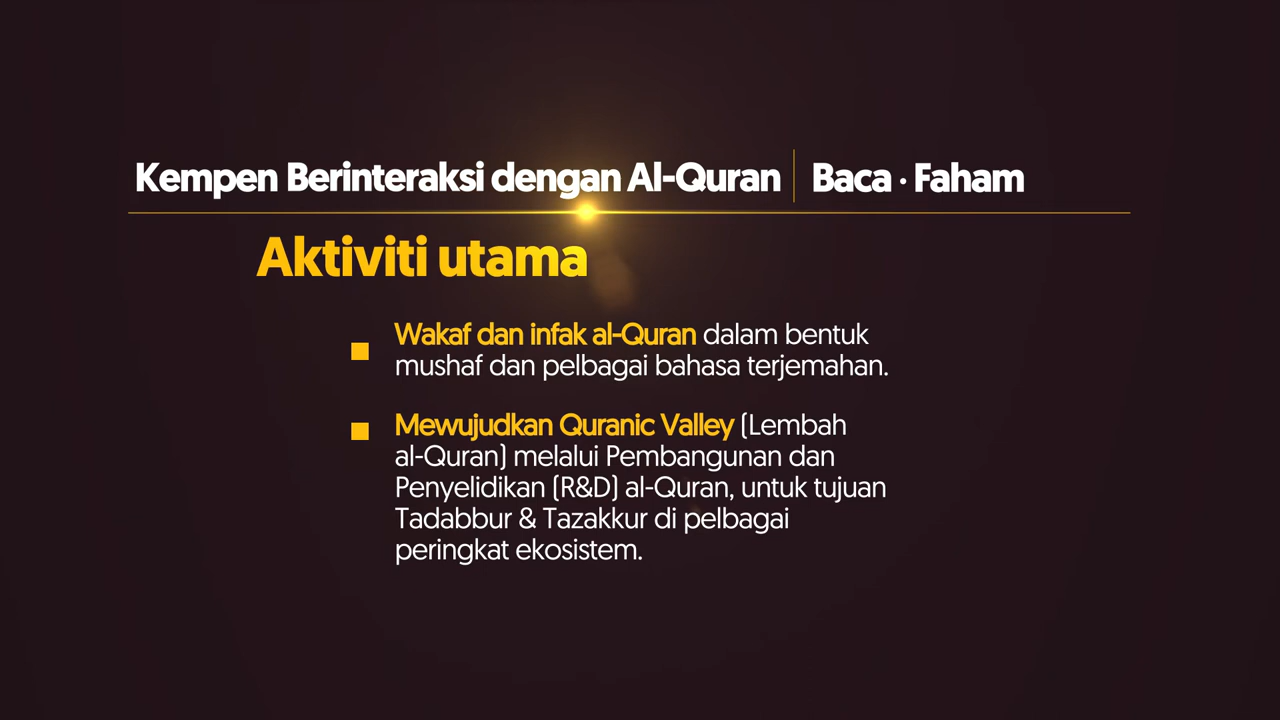 Kempen Berinteraksi dengan Al-Quran | Baca · Faham
Aktiviti utama
Wakaf dan infak al-Quran dalam bentuk
mushaf dan pelbagai bahasa terjemahan.
Mewujudkan Quranic Valley (Lembah
al-Quran) melalui Pembangunan dan
Penyelidikan (R&D) al-Quran, untuk tujuan
Tadabbur & Tazakkur di pelbagai
peringkat ekosistem.